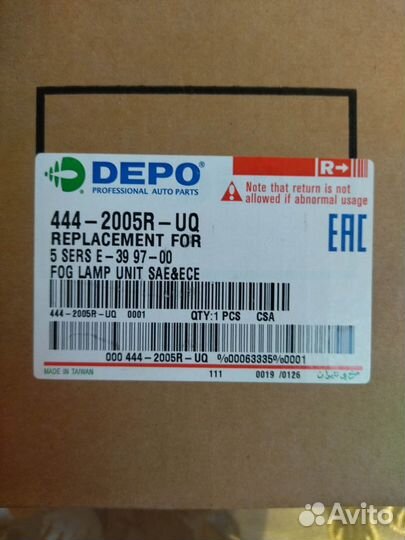 DEPO®
PROFESSIONAL AUTO PARTS
R→
Note that return is not
allowed if abnormal usage
444-2005R-UQ
REPLACEMENT FOR
5 SERS E-39 97-00
FOG LAMP UNIT SAE&ECE
EAC
444-2005R-UQ 0001 QTY:1 PCS CSA
000 444-2005R-UQ %00063335%0001
MADE IN TAIWAN
111 0019 /0126
Avito